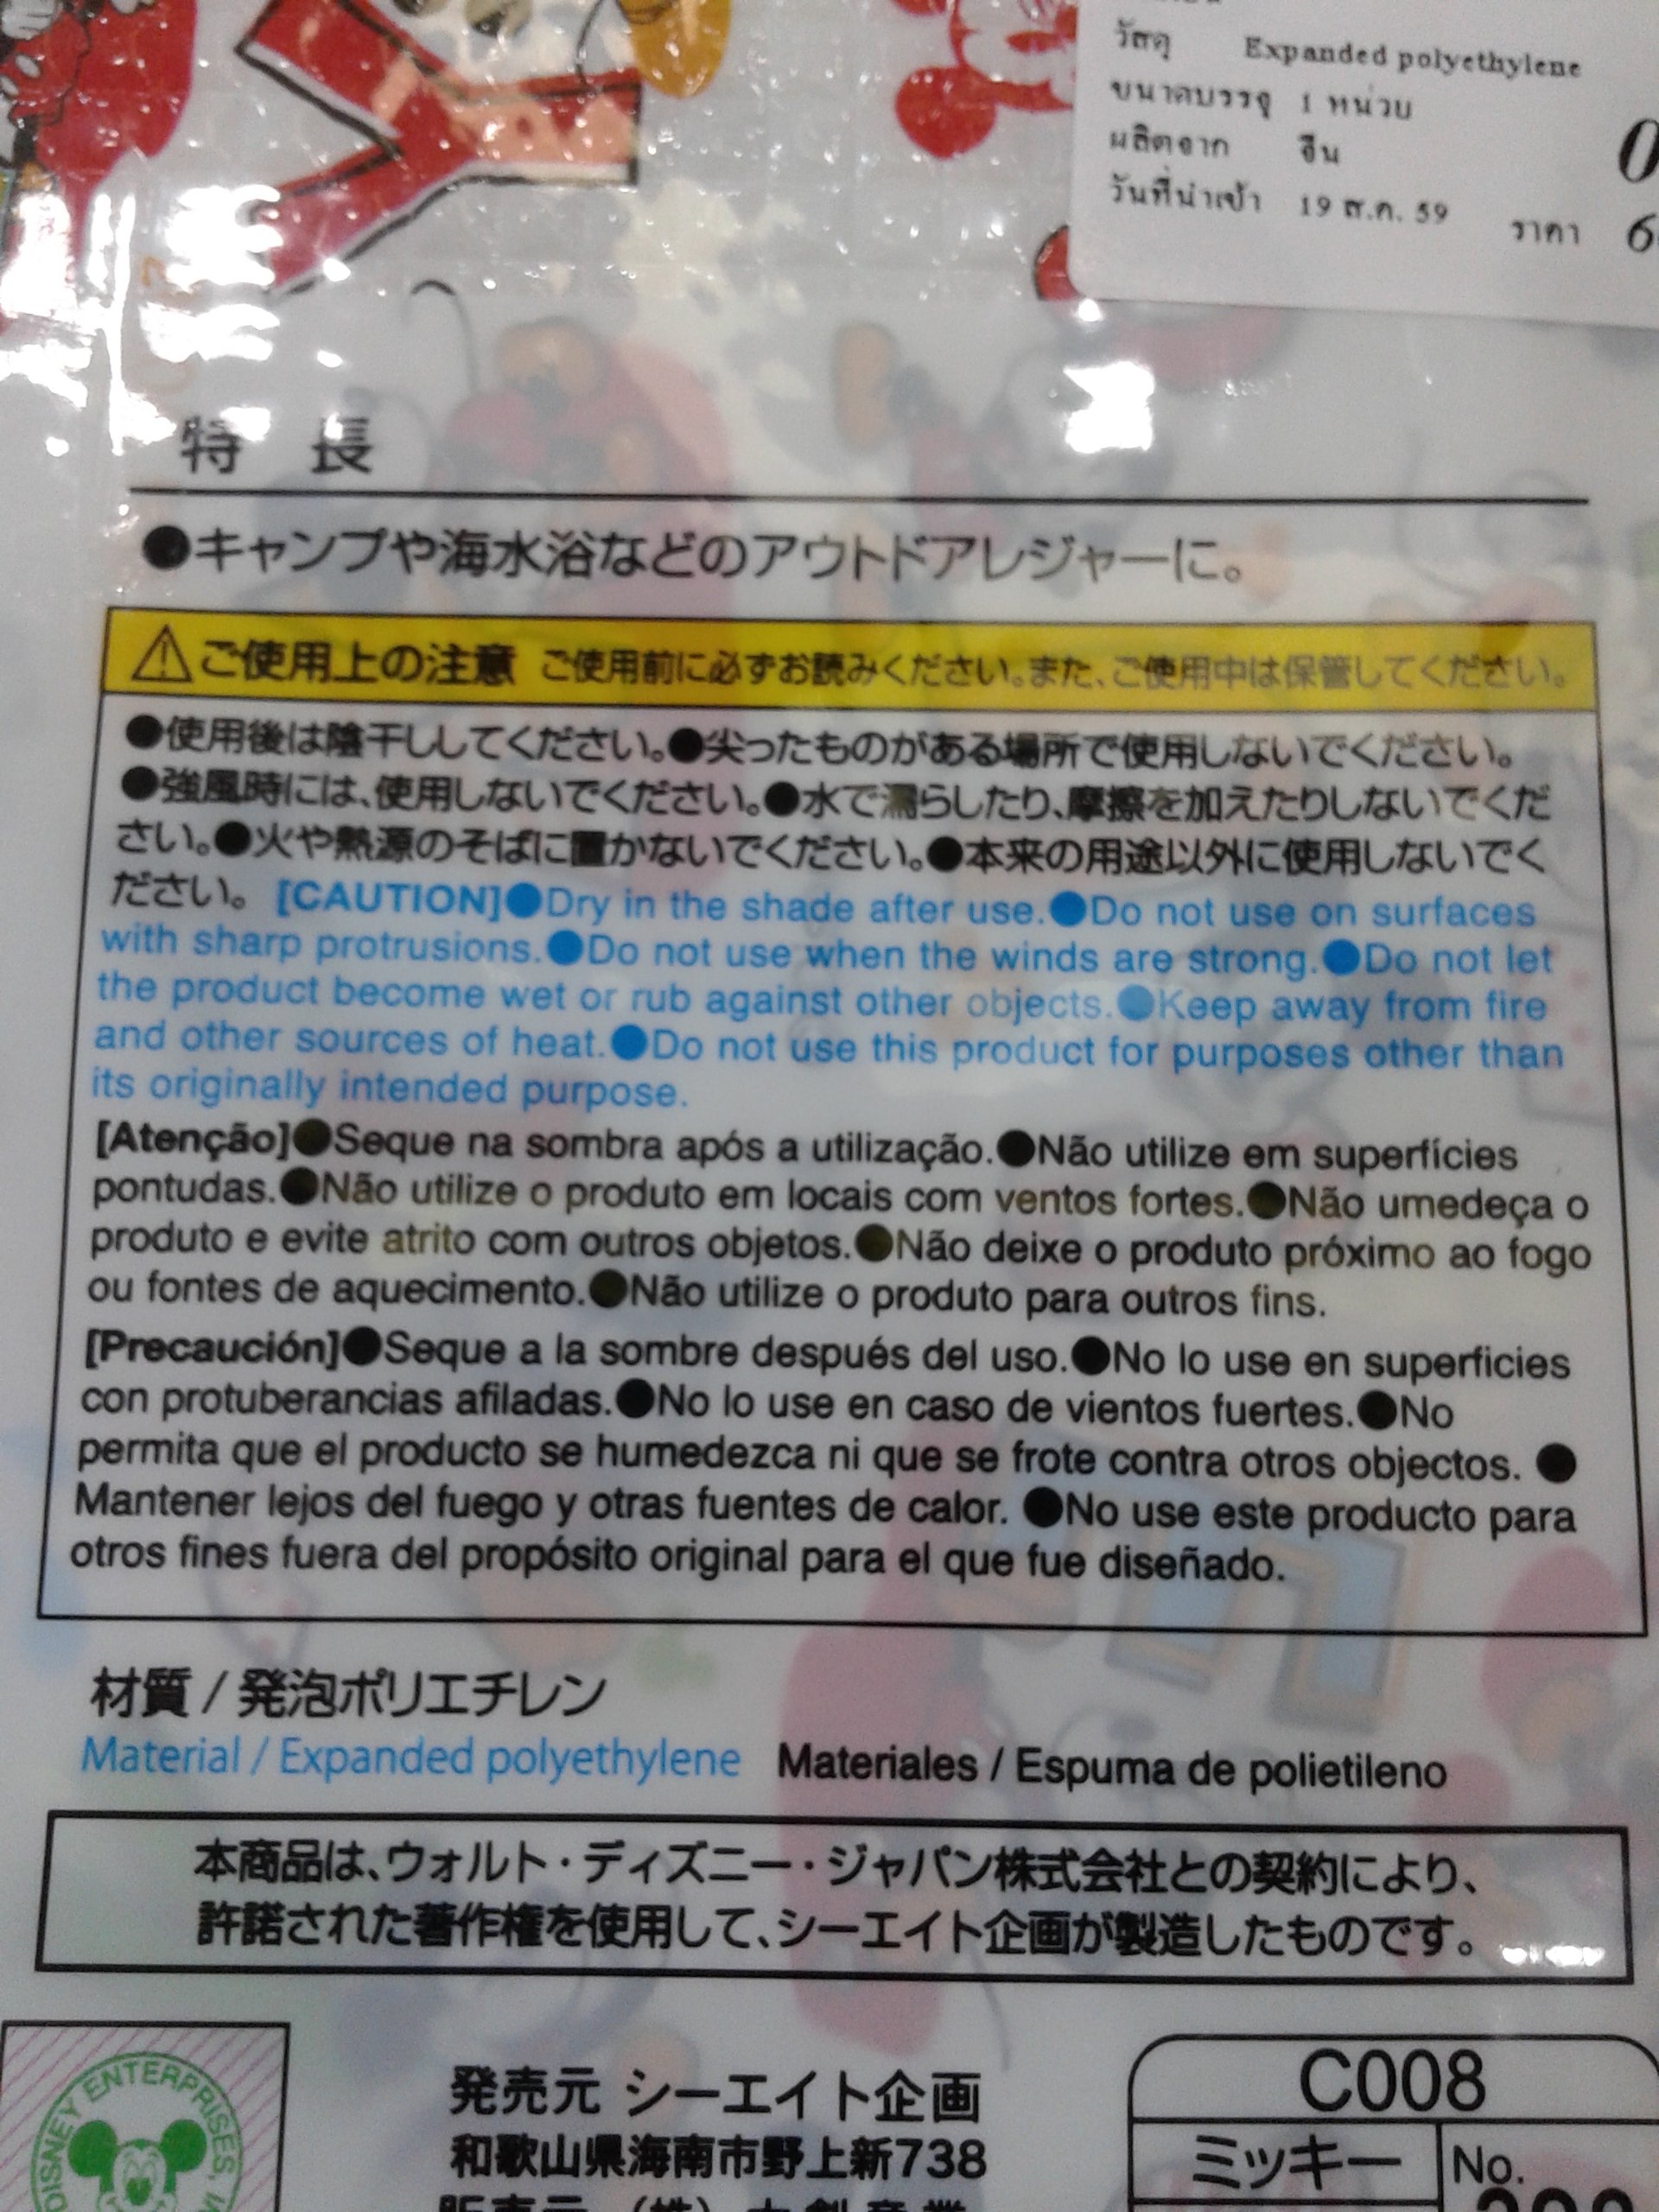 วัสดุ Expanded polyethylene
ขนาดบรรจุ 1 หน่วย
ผลิตจาก จีน
วันที่นำเข้า 19 ส.ค. 59 ราคา 6
特 長
●キャンプや海水浴などのアウトドアレジャーに。
⚠ご使用上の注意 ご使用前に必ずお読みください。また、ご使用中は保管してください。
●使用後は陰干ししてください。●尖ったものがある場所で使用しないでください。
●強風時には、使用しないでください。●水で濡らしたり、摩擦を加えたりしないでくだ
さい。●火や熱源のそばに置かないでください。●本来の用途以外に使用しないでく
ださい。[CAUTION]●Dry in the shade after use.●Do not use on surfaces
with sharp protrusions.●Do not use when the winds are strong.●Do not let
the product become wet or rub against other objects.●Keep away from fire
and other sources of heat.●Do not use this product for purposes other than
its originally intended purpose.
[Atenção]●Seque na sombra após a utilização.●Não utilize em superfícies
pontudas.●Não utilize o produto em locais com ventos fortes.●Não umedeça o
produto e evite atrito com outros objetos.●Não deixe o produto próximo ao fogo
ou fontes de aquecimento.●Não utilize o produto para outros fins.
[Precaución]●Seque a la sombre después del uso.●No lo use en superficies
con protuberancias afiladas.●No lo use en caso de vientos fuertes.●No
permita que el producto se humedezca ni que se frote contra otros objectos. ●
Mantener lejos del fuego y otras fuentes de calor. ●No use este producto para
otros fines fuera del propósito original para el que fue diseñado.
材質 / 発泡ポリエチレン
Material / Expanded polyethylene Materiales / Espuma de polietileno
本商品は、ウォルト・ディズニー・ジャパン株式会社との契約により、
許諾された著作権を使用して、シーエイト企画が製造したものです。
DISNEY ENTERPRISES,
発売元 シーエイト企画
和歌山県海南市野上新738
販売元 (株) 大創産業
C008
ミッキー No.